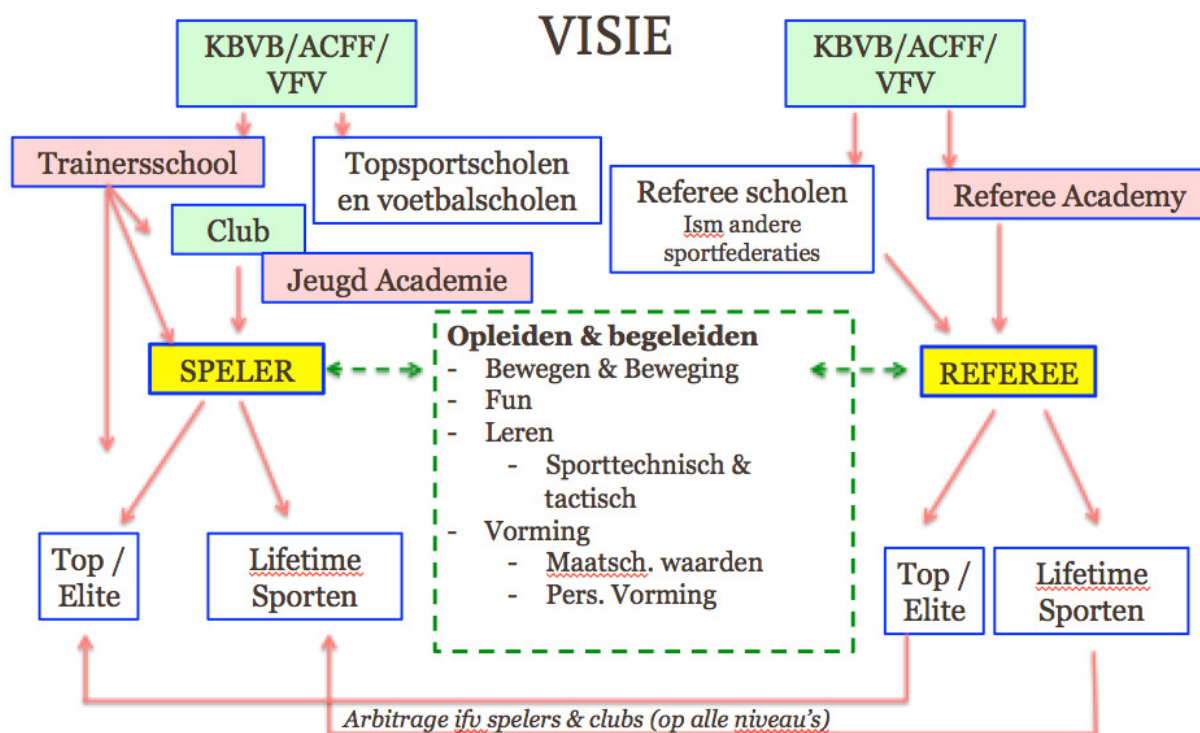 VISIE
KBVB/ACFF/
VFV
KBVB/ACFF/
VFV
Trainersschool
Topsportscholen
en voetbalscholen
Referee scholen
Ism andere
sportfederaties
Referee Academy
Club
Jeugd Academie
SPELER
Opleiden & begeleiden
- Bewegen & Beweging
- Fun
- Leren
- Sporttechnisch &
tactisch
- Vorming
- Maatsch. waarden
- Pers. Vorming
REFEREE
Top /
Elite
Lifetime
Sporten
Top /
Elite
Lifetime
Sporten
Arbitrage ifv spelers & clubs (op alle niveau's)